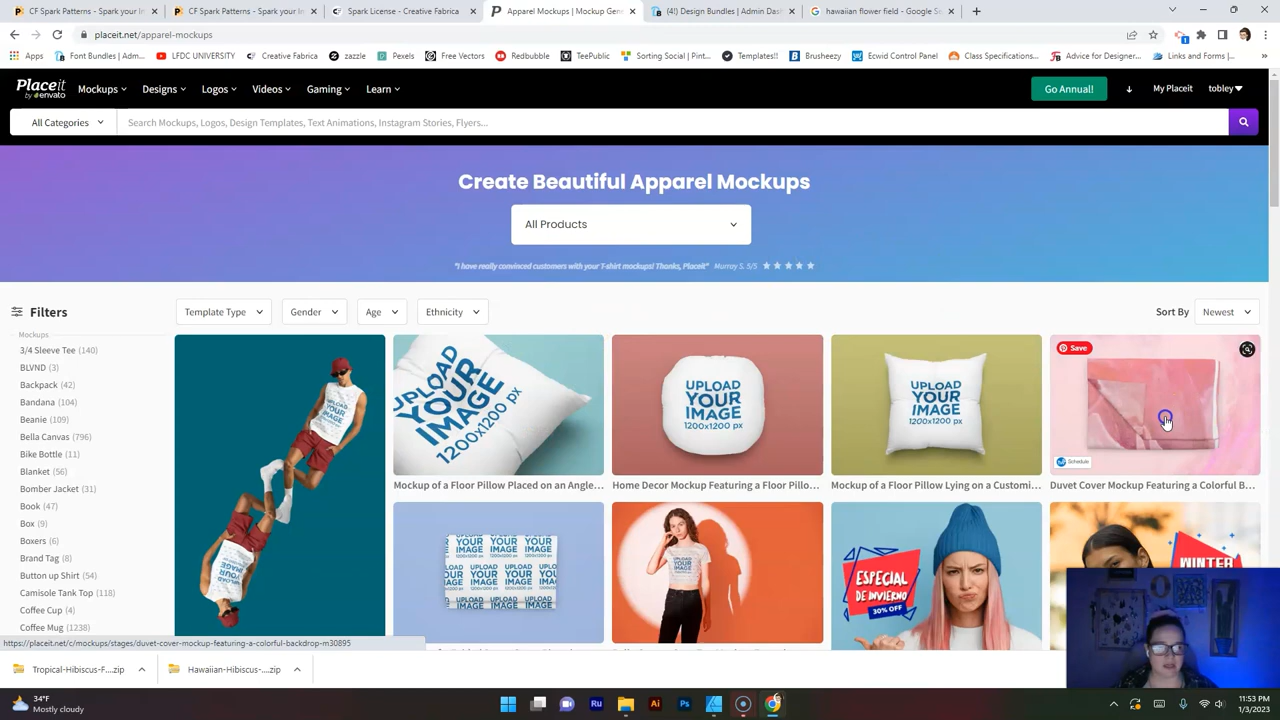 CF Spark Patterns - Spark your in
CF Spark Patterns - Spark your in
Spark License - Creative Fabrica
Apparel Mockups | Mockup Gen
(4!) Design Bundles | Admin Dash
hawaiian flower field - Google Se
placeit.net/apparel-mockups
Apps
Font Bundles | Adm...
LFDC UNIVERSITY
Creative Fabrica
zazzle
Pexels
Free Vectors
Redbubble
TeePublic
Sorting Social | Pint...
Templates!!
Brusheezy
Ecwid Control Panel
Class Specifications...
Advice for Designer...
Links and Forms |...
Placeit
by envato
Mockups
Designs
Logos
Videos
Gaming
Learn
Go Annual!
My Placeit
tobley
All Categories
Search Mockups, Logos, Design Templates, Text Animations, Instagram Stories, Flyers...
Create Beautiful Apparel Mockups
All Products
"I have really convinced customers with your T-shirt mockups! Thanks, Placeit" Murray S. 5/5
Filters
Template Type
Gender
Age
Ethnicity
Sort By
Newest
Mockups
3/4 Sleeve Tee (140)
BLVND (3)
Backpack (42)
Bandana (104)
Beanie (109)
Bella Canvas (796)
Bike Bottle (11)
Blanket (56)
Bomber Jacket (31)
Book (47)
Box (9)
Boxers (6)
Brand Tag (8)
Button up Shirt (54)
Camisole Tank Top (118)
Coffee Cup (4)
Coffee Mug (1238)
UPLOAD
YOUR
IMAGE
1200x1200 px
UPLOAD
YOUR
IMAGE
1200x1200 px
UPLOAD
YOUR
IMAGE
1200x1200 px
Save
Schedule
Mockup of a Floor Pillow Placed on an Angle...
Home Decor Mockup Featuring a Floor Pillo...
Mockup of a Floor Pillow Lying on a Customi...
Duvet Cover Mockup Featuring a Colorful B...
ESPECIAL
DE INVIERNO
30% OFF
WINTER
https://placeit.net/c/mockups/stages/duvet-cover-mockup-featuring-a-colorful-backdrop-m30895
Tropical-Hibiscus-F....zip
Hawaiian-Hibiscus-....zip
34°F
Mostly cloudy
Ru
Ai
Ps
11:53 PM
1/3/2023